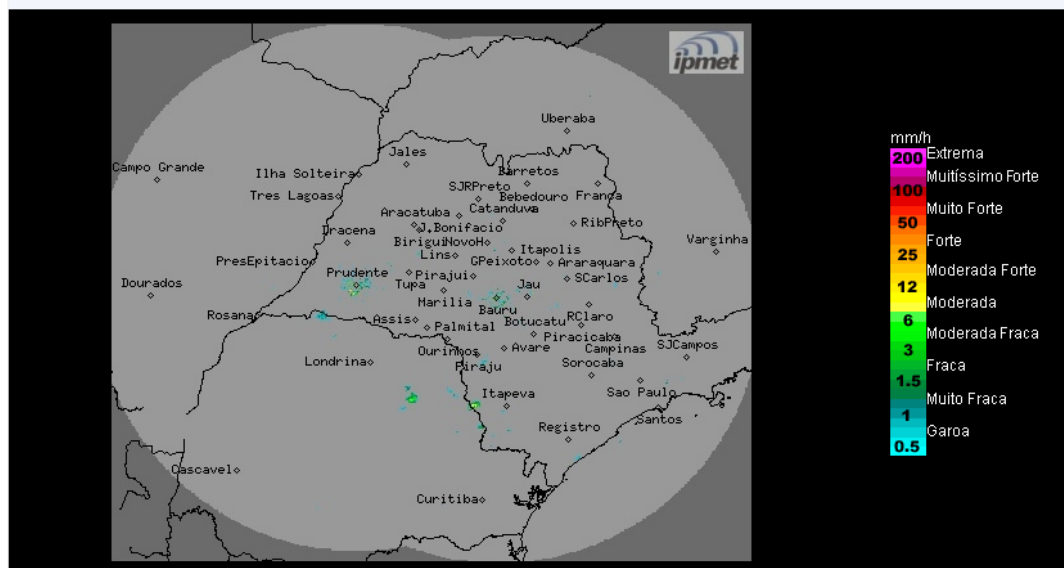 ipmet
Uberaba
Jales
Campo Grande
Ilha Solteira
Barretos
SJRPreto
Tres Lagoas
Bebedouro
Franca
Aracatuba
Catanduva
J.Bonifacio
RibPreto
Dracena
Birigui
NovoH
Itapolis
Varginha
Lins
GPeixoto
Araraquara
PresEpitacio
Prudente
Pirajui
SCarlos
Dourados
Tupa
Jau
Marilia
Bauru
Rosana
Assis
Palmital
Botucatu
RClaro
Piracicaba
SJCampos
Ourinhos
Avare
Campinas
Londrina
Piraju
Sorocaba
Itapeva
Sao Paulo
Santos
Registro
Cascavel
Curitiba
mm/h
200
Extrema
Muitíssimo Forte
100
Muito Forte
50
Forte
25
Moderada Forte
12
Moderada
6
Moderada Fraca
3
Fraca
1.5
Muito Fraca
1
Garoa
0.5